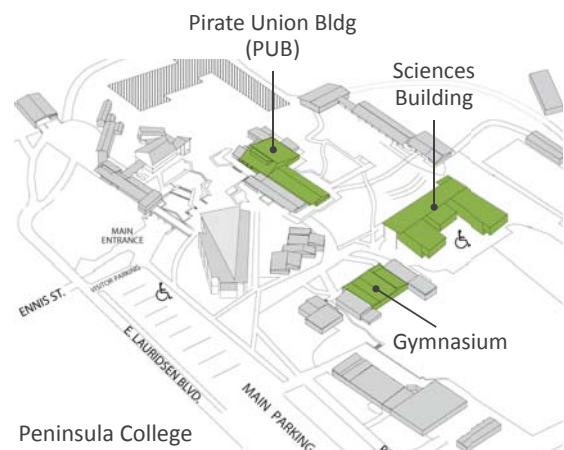 Pirate Union Bldg
(PUB)
Sciences
Building
MAIN
ENTRANCE
VISITOR PARKING
ENNIS ST.
E. LAURIDSEN BLVD.
MAIN PARKING
Gymnasium
Peninsula College